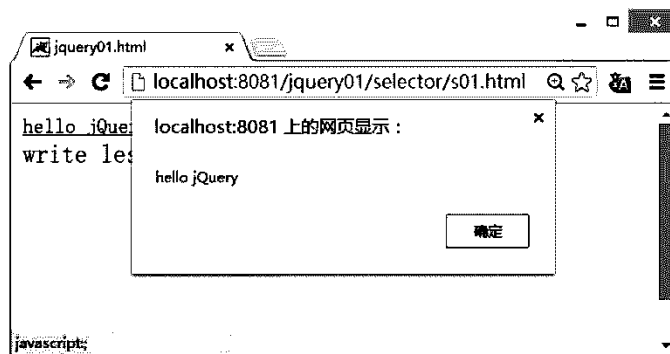 jquery01.html
localhost:8081/jquery01/selector/s01.html
hello jQuer
write les
localhost:8081 上的网页显示：
hello jQuery
确定
javascript:;